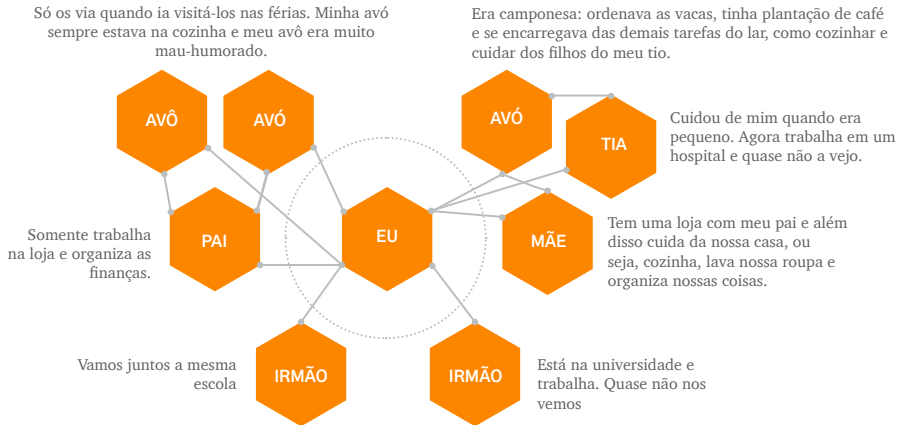 Só os via quando ia visitá-los nas férias. Minha avó
sempre estava na cozinha e meu avô era muito
mau-humorado.
Era camponesa: ordenava as vacas, tinha plantação de café
e se encarregava das demais tarefas do lar, como cozinhar e
cuidar dos filhos do meu tio.
AVÔ
AVÓ
AVÓ
TIA
Cuidou de mim quando era
pequeno. Agora trabalha em um
hospital e quase não a vejo.
Somente trabalha
na loja e organiza as
finanças.
PAI
EU
MÃE
Tem uma loja com meu pai e além
disso cuida da nossa casa, ou
seja, cozinha, lava nossa roupa e
organiza nossas coisas.
Vamos juntos a mesma
escola
IRMÃO
IRMÃO
Está na universidade e
trabalha. Quase não nos
vemos